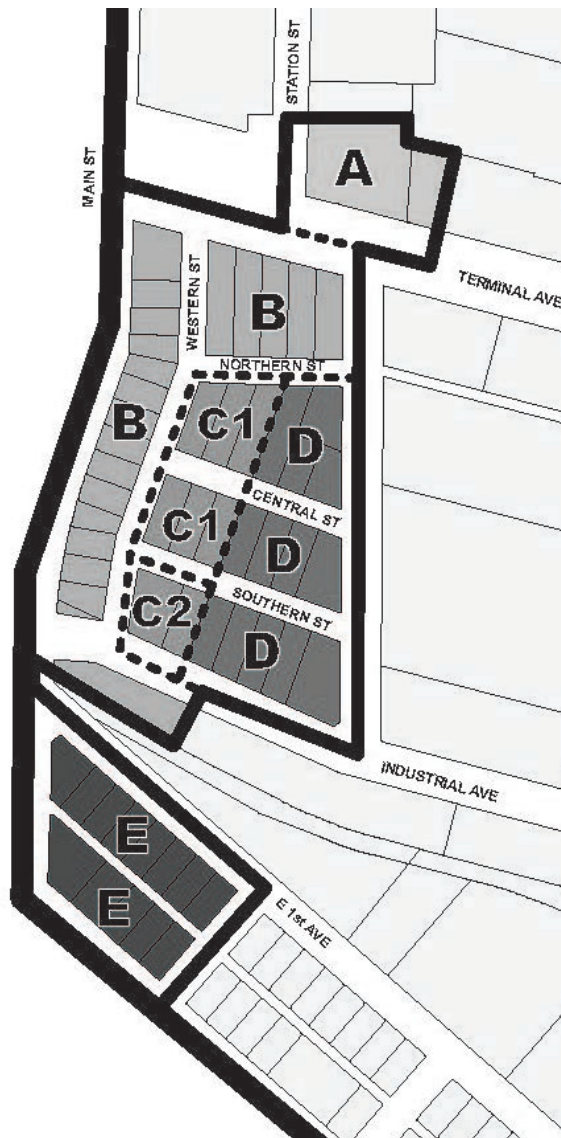 STATION ST
MAIN ST
A
TERMINAL AVE
WESTERN ST
B
NORTHERN ST
B
C1
D
CENTRAL ST
C1
D
SOUTHERN ST
C2
D
INDUSTRIAL AVE
E
E
E 1st AVE